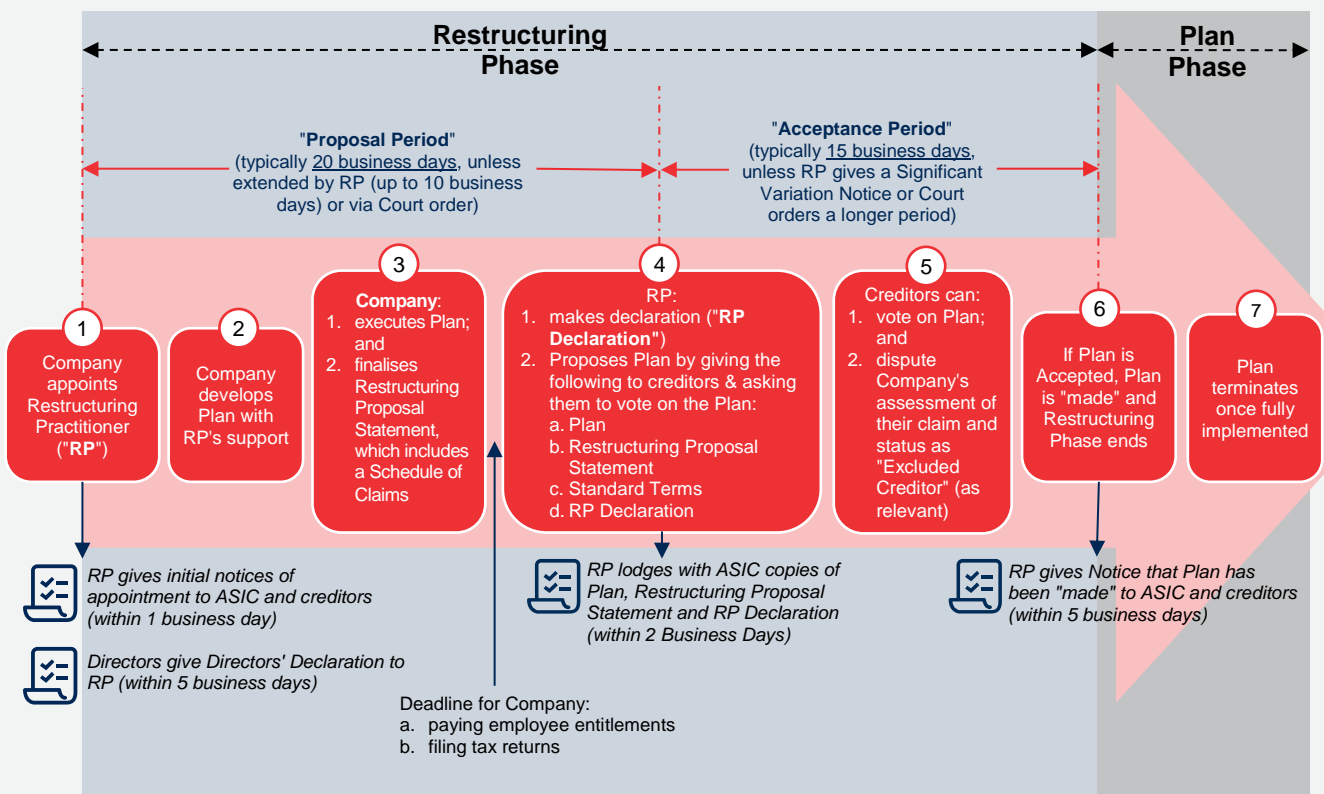 Restructuring
Phase
Plan
Phase
"Proposal Period"
(typically 20 business days, unless
extended by RP (up to 10 business
days) or via Court order)
"Acceptance Period"
(typically 15 business days,
unless RP gives a Significant
Variation Notice or Court
orders a longer period)
1
Company
appoints
Restructuring
Practitioner
("RP")
2
Company
develops
Plan with
RP's support
3
Company:
1. executes Plan;
and
2. finalises
Restructuring
Proposal
Statement,
which includes
a Schedule of
Claims
4
RP:
1. makes declaration ("RP
Declaration")
2. Proposes Plan by giving the
following to creditors & asking
them to vote on the Plan:
a. Plan
b. Restructuring Proposal
Statement
c. Standard Terms
d. RP Declaration
5
Creditors can:
1. vote on Plan;
and
2. dispute
Company's
assessment of
their claim and
status as
"Excluded
Creditor" (as
relevant)
6
If Plan is
Accepted, Plan
is "made" and
Restructuring
Phase ends
7
Plan
terminates
once fully
implemented
RP gives initial notices of
appointment to ASIC and creditors
(within 1 business day)
Directors give Directors' Declaration to
RP (within 5 business days)
Deadline for Company:
a. paying employee entitlements
b. filing tax returns
RP lodges with ASIC copies of
Plan, Restructuring Proposal
Statement and RP Declaration
(within 2 Business Days)
RP gives Notice that Plan has
been "made" to ASIC and creditors
(within 5 business days)